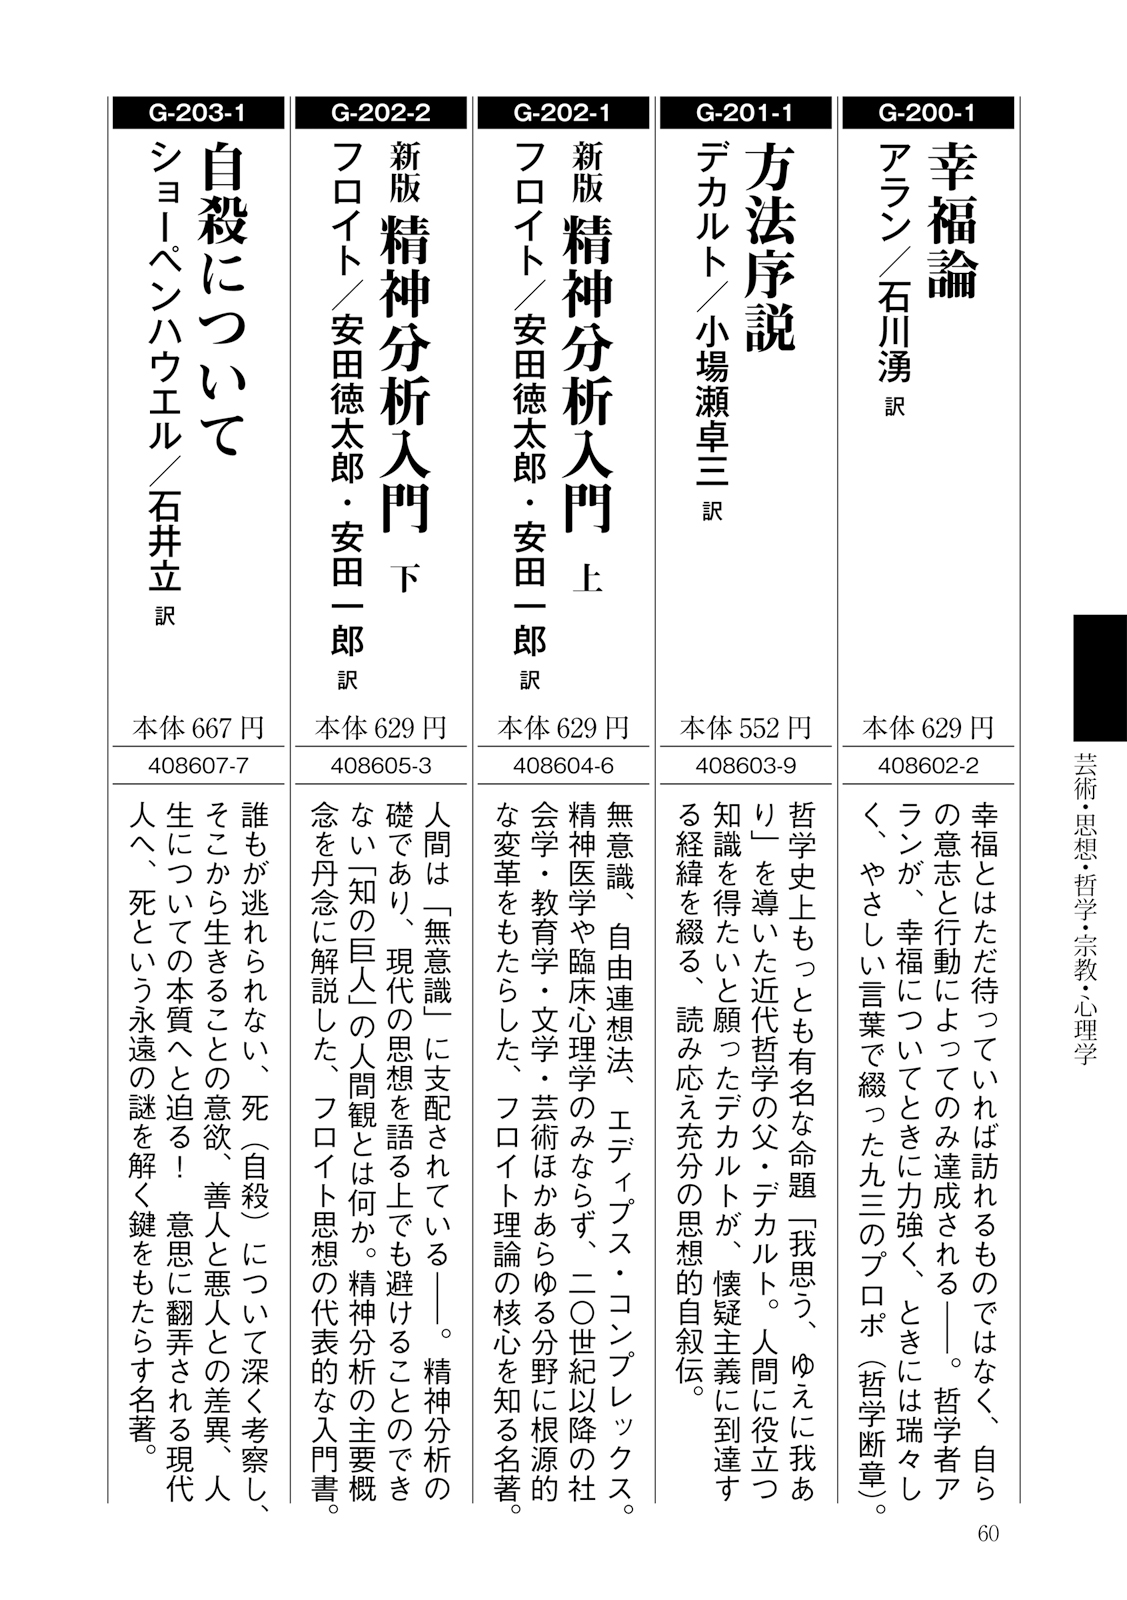 芸術・思想・哲学・宗教・心理学
G-200-1
幸福論
アラン／石川湧 訳
本体 629 円
408602-2
幸福とはただ待っていれば訪れるものではなく、自ら
の意志と行動によってのみ達成される――。哲学者ア
ランが、幸福についてときに力強く、ときには瑞々し
く、やさしい言葉で綴った九三のプロポ（哲学断章）。
G-201-1
方法序説
デカルト／小場瀬卓三 訳
本体 552 円
408603-9
哲学史上もっとも有名な命題「我思う、ゆえに我あ
り」を導いた近代哲学の父・デカルト。人間に役立つ
知識を得たいと願ったデカルトが、懐疑主義に到達す
る経緯を綴る、読み応え充分の思想的自叙伝。
G-202-1
新版 精神分析入門 上
フロイト／安田徳太郎・安田一郎 訳
本体 629 円
408604-6
無意識、自由連想法、エディプス・コンプレックス。
精神医学や臨床心理学のみならず、二〇世紀以降の社
会学・教育学・文学・芸術ほかあらゆる分野に根源的
な変革をもたらした、フロイト理論の核心を知る名著。
G-202-2
新版 精神分析入門 下
フロイト／安田徳太郎・安田一郎 訳
本体 629 円
408605-3
人間は「無意識」に支配されている――。精神分析の
礎であり、現代の思想を語る上でも避けることのでき
ない「知の巨人」の人間観とは何か。精神分析の主要概
念を丹念に解説した、フロイト思想の代表的な入門書。
G-203-1
自殺について
ショーペンハウエル／石井立 訳
本体 667 円
408607-7
誰もが逃れられない、死（自殺）について深く考察し、
そこから生きることの意欲、善人と悪人との差異、人
生についての本質へと迫る！　意思に翻弄される現代
人へ、死という永遠の謎を解く鍵をもたらす名著。
60